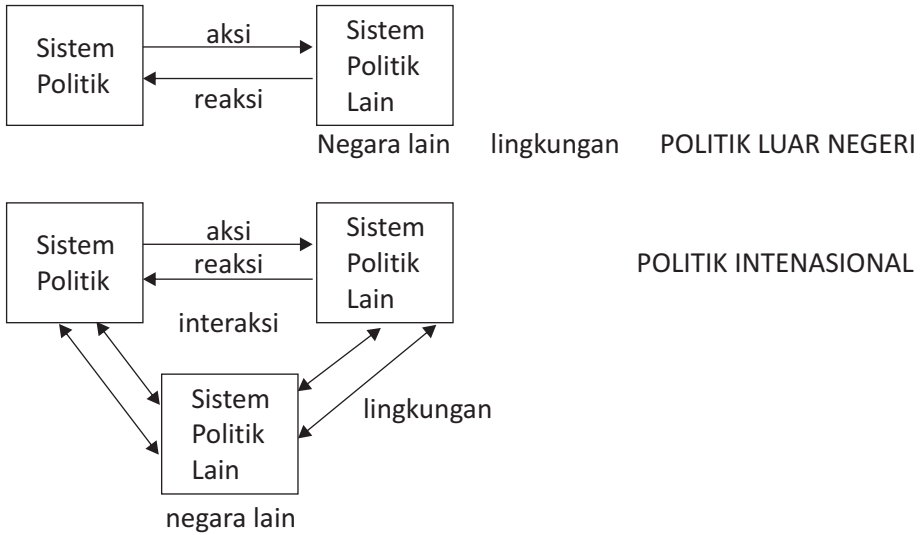 aksi
Sistem
Politik
reaksi
Sistem
Politik
Lain
Negara lain lingkungan POLITIK LUAR NEGERI
Sistem
Politik
aksi
reaksi
interaksi
Sistem
Politik
Lain
POLITIK INTENASIONAL
Sistem
Politik
Lain
lingkungan
negara lain